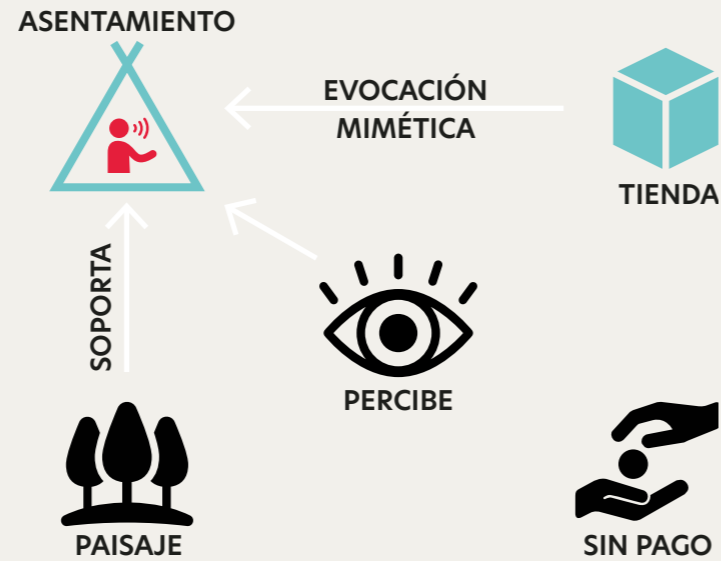 ASENTAMIENTO
EVOCACIÓN
MIMÉTICA
TIENDA
SOPORTA
PERCIBE
PAISAJE
SIN PAGO